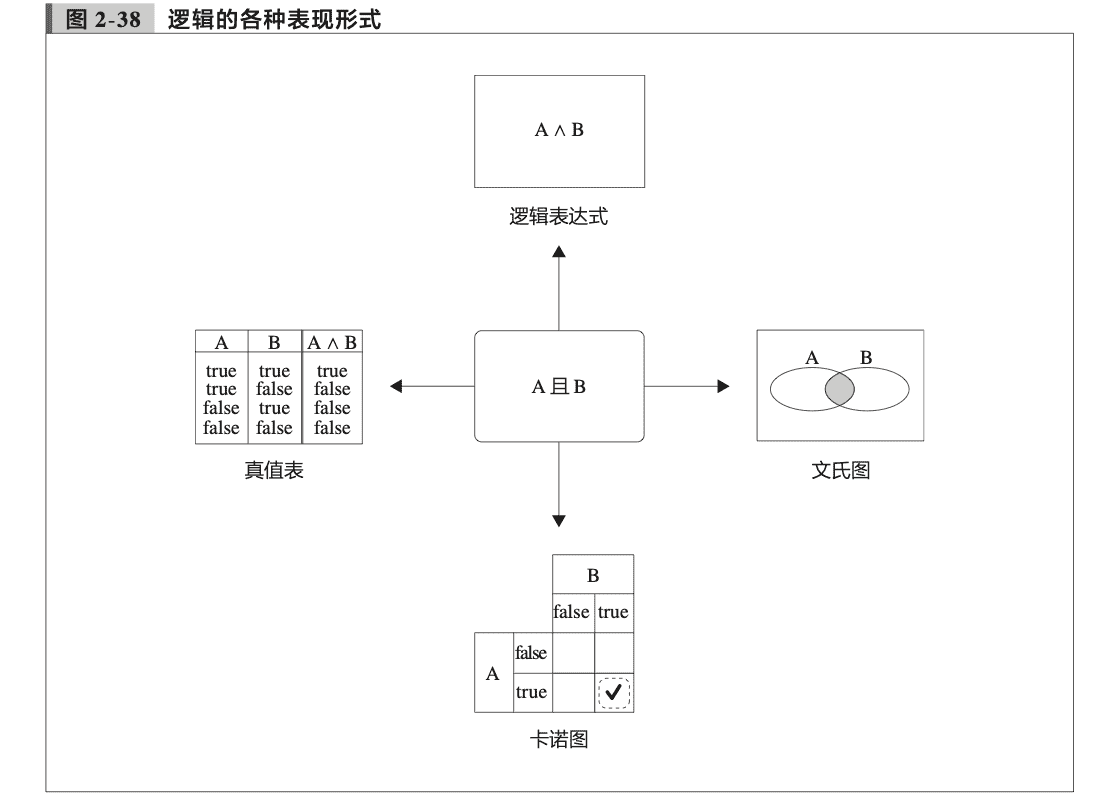 图 2-38 逻辑的各种表现形式
A ∧ B
逻辑表达式
A B A ∧ B
true true true
true false false
false true false
false false false
真值表
A 且 B
A B
文氏图
B
false true
A
false
true ✓
卡诺图